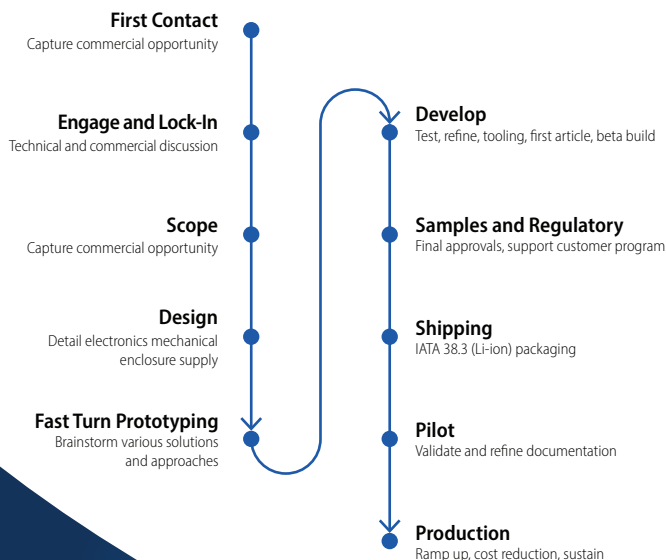 First Contact
Capture commercial opportunity
Engage and Lock-In
Technical and commercial discussion
Scope
Capture commercial opportunity
Design
Detail electronics mechanical
enclosure supply
Fast Turn Prototyping
Brainstorm various solutions
and approaches
Develop
Test, refine, tooling, first article, beta build
Samples and Regulatory
Final approvals, support customer program
Shipping
IATA 38.3 (Li-ion) packaging
Pilot
Validate and refine documentation
Production
Ramp up, cost reduction, sustain